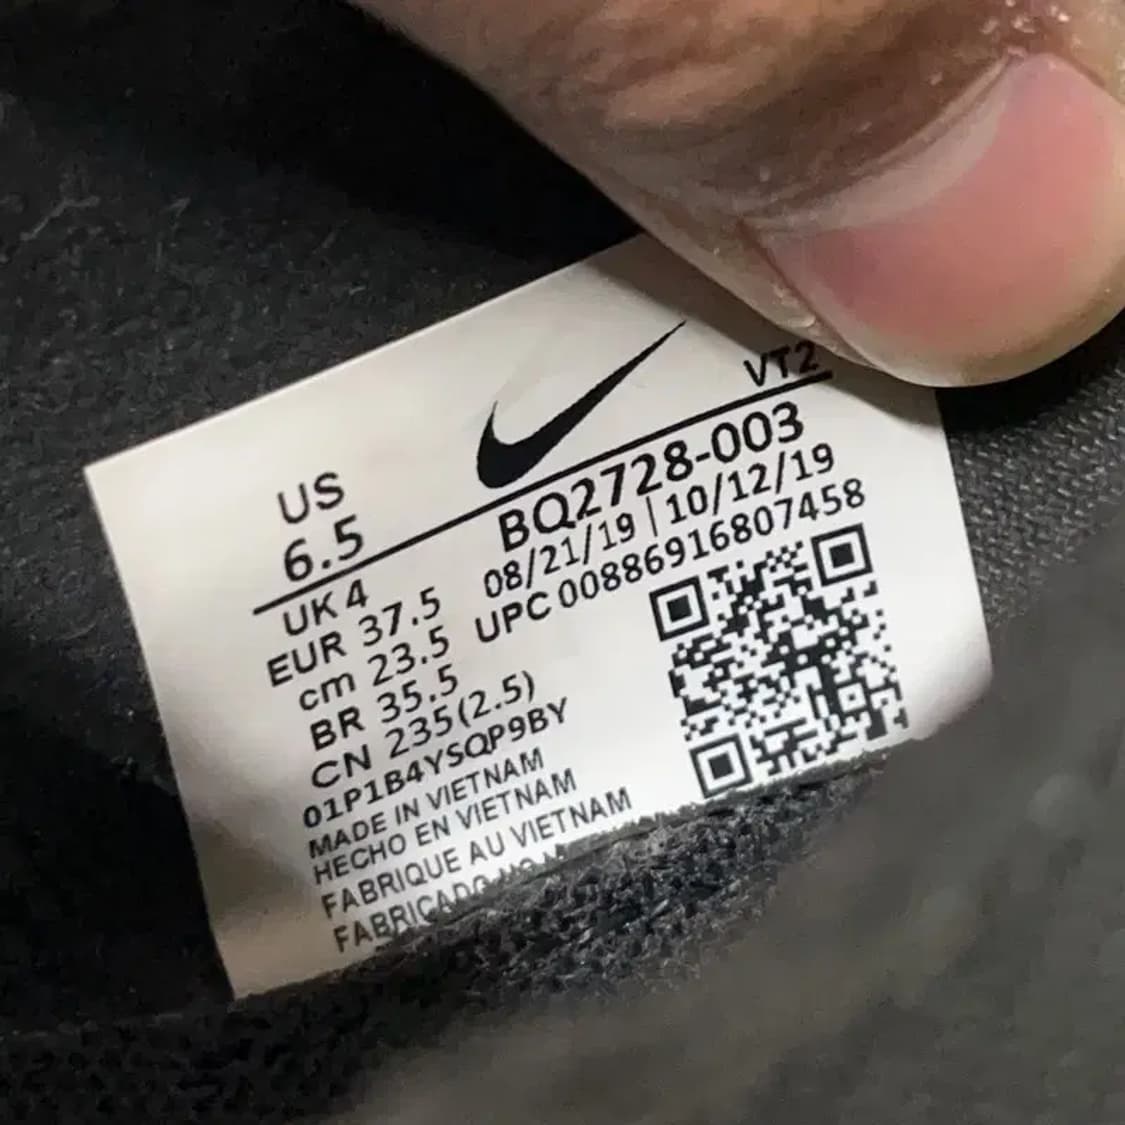 VT2
US
6.5
BQ2728-003
08/21/19 | 10/12/19
UPC 00886916807458
UK 4
EUR 37.5
cm 23.5
BR 35.5
CN 235(2.5)
01P1B4YSQP9BY
MADE IN VIETNAM
HECHO EN VIETNAM
FABRIQUE AU VIETNAM
FABRICADO NO